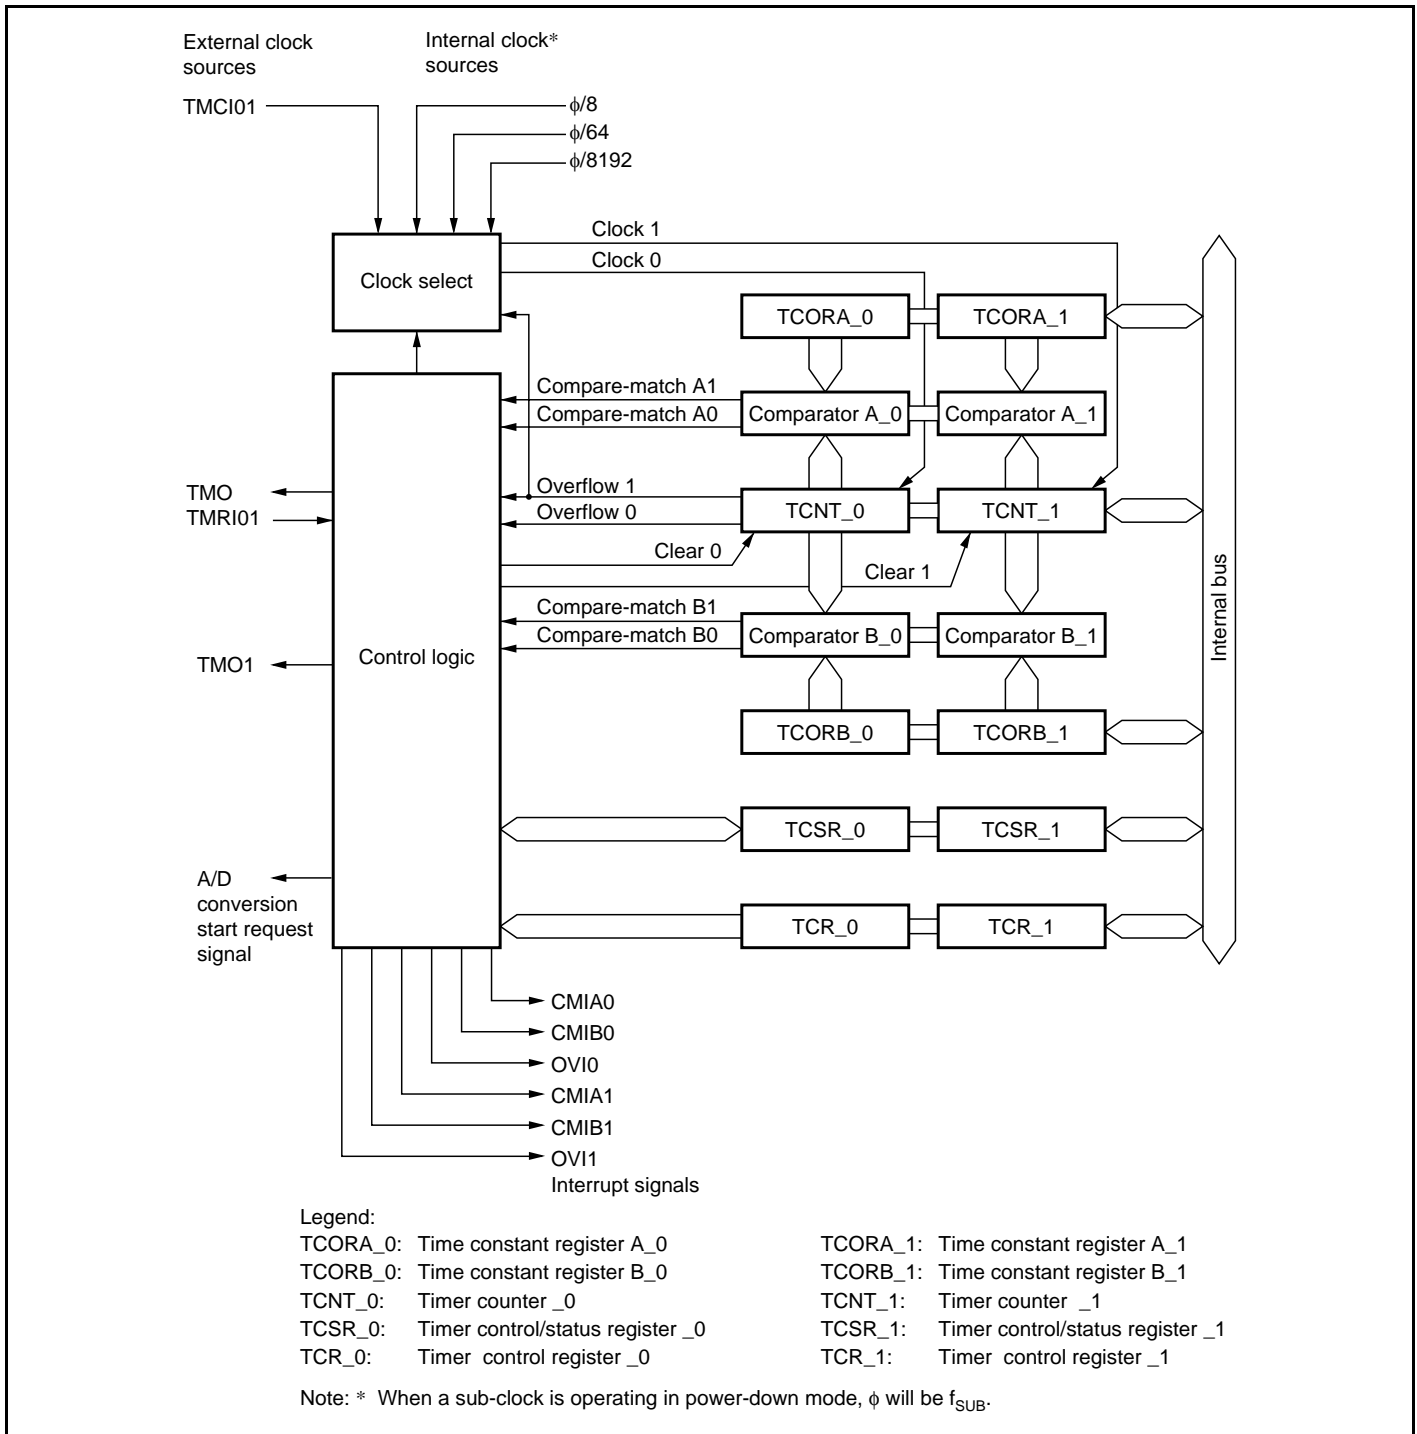 External clock
sources
Internal clock*
sources
TMCI01
ϕ/8
ϕ/64
ϕ/8192
Clock 1
Clock 0
Clock select
TCORA_0
TCORA_1
Compare-match A1
Compare-match A0
Comparator A_0
Comparator A_1
TMO
TMRI01
Overflow 1
Overflow 0
TCNT_0
TCNT_1
Clear 0
Clear 1
Internal bus
Compare-match B1
Compare-match B0
Comparator B_0
Comparator B_1
Control logic
TMO1
TCORB_0
TCORB_1
TCSR_0
TCSR_1
A/D
conversion
start request
signal
TCR_0
TCR_1
CMIA0
CMIB0
OVI0
CMIA1
CMIB1
OVI1
Interrupt signals
Legend:
TCORA_0: Time constant register A_0
TCORB_0: Time constant register B_0
TCNT_0: Timer counter _0
TCSR_0: Timer control/status register _0
TCR_0: Timer control register _0
TCORA_1: Time constant register A_1
TCORB_1: Time constant register B_1
TCNT_1: Timer counter _1
TCSR_1: Timer control/status register _1
TCR_1: Timer control register _1
Note: * When a sub-clock is operating in power-down mode, ϕ will be fSUB.